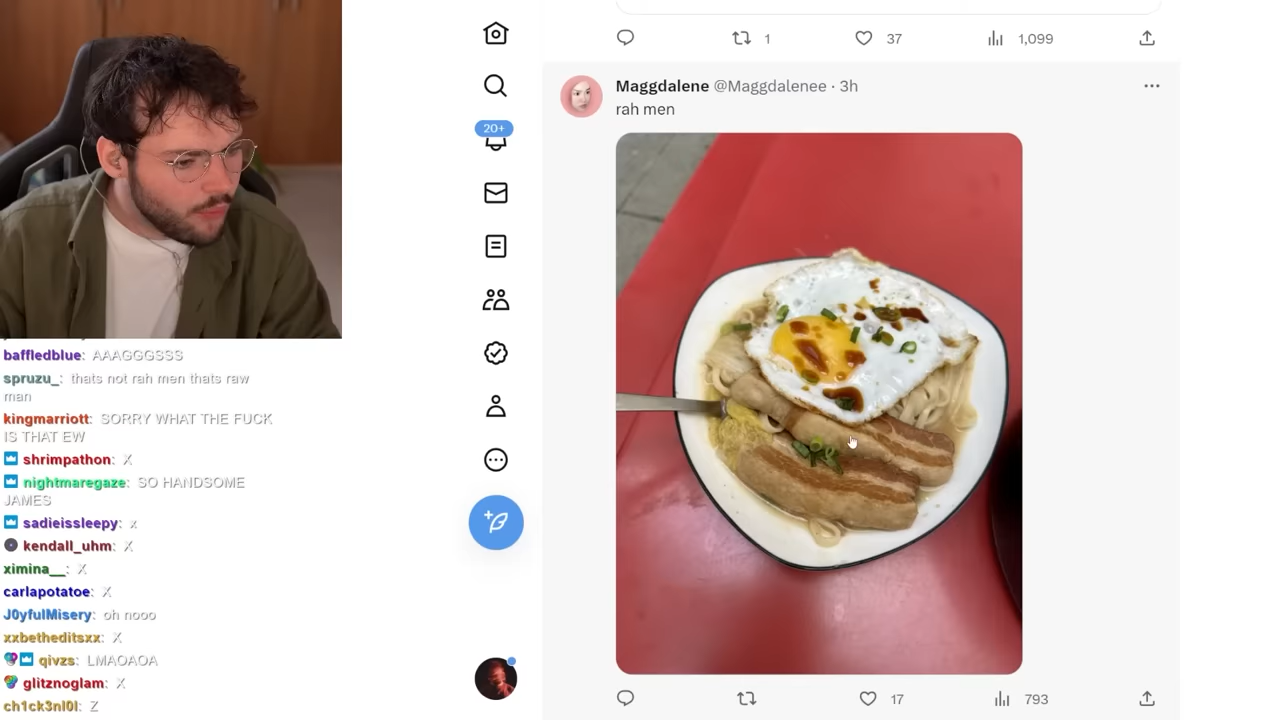 1
37
1,099
Maggdalene @Maggdalenee · 3h
rah men
20+
17
793
baffledblue: AAAGGGSSS
spruzu_: thats not rah men thats raw
man
kingmarriott: SORRY WHAT THE FUCK
IS THAT EW
shrimpathon: X
nightmaregaze: SO HANDSOME
JAMES
sadieissleepy: x
kendall_uhm: X
ximina__: X
carlapotatoe: X
J0yfulMisery: oh nooo
xxbetheditsxx: X
qivzs: LMAOAOA
glitznoglam: X
ch1ck3nl0l: Z